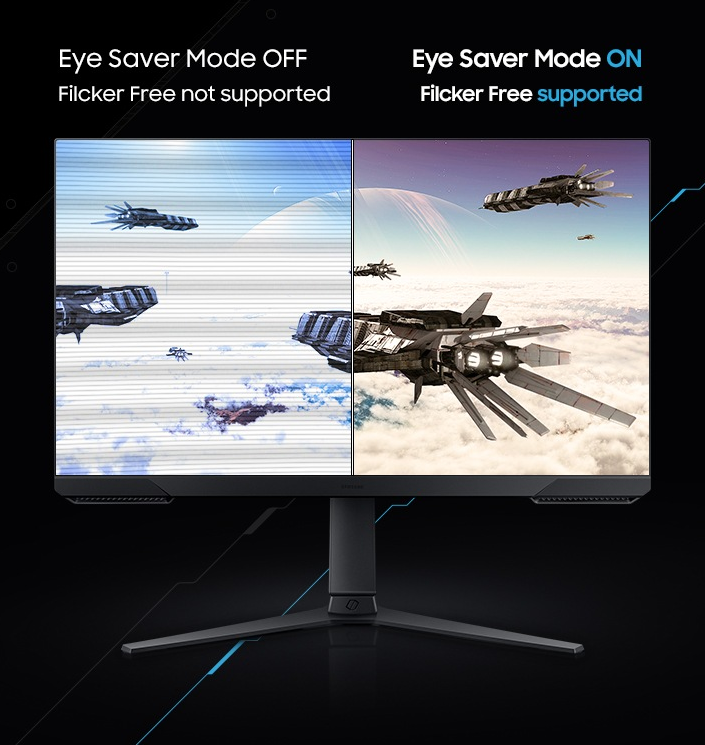 Eye Saver Mode OFF
Filcker Free not supported
Eye Saver Mode ON
Filcker Free supported